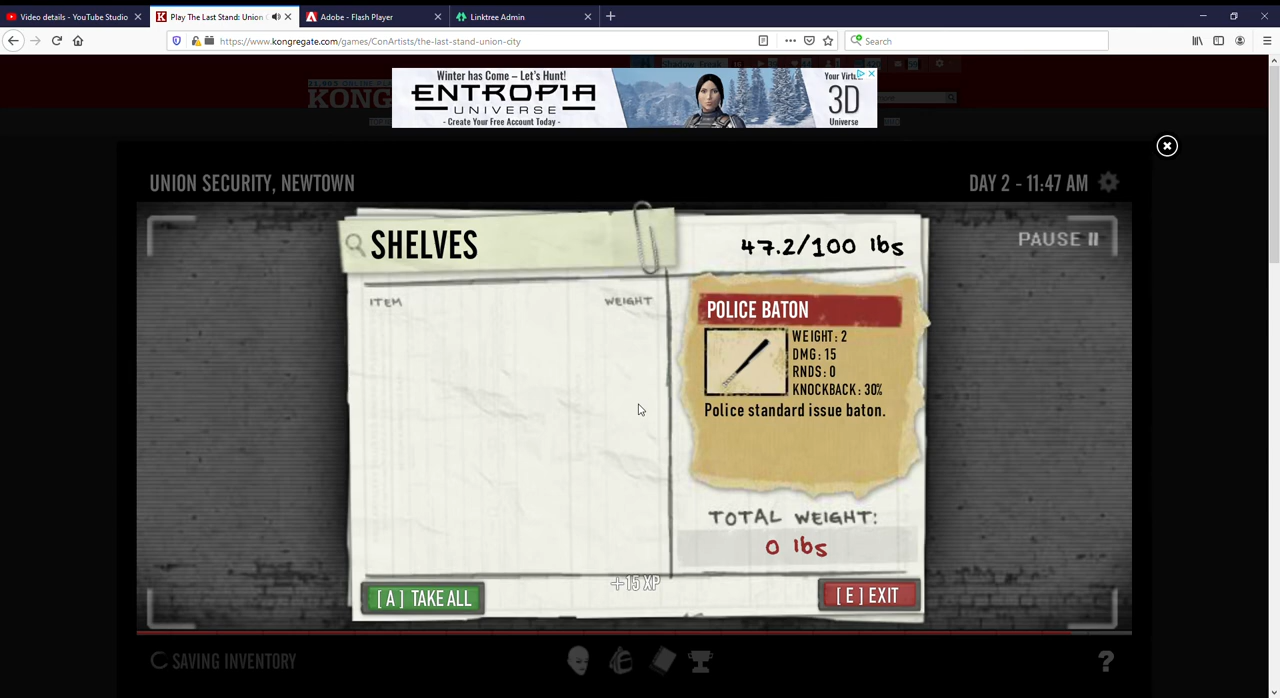 Video details - YouTube Studio
Play The Last Stand: Union C
Adobe - Flash Player
Linktree Admin
https://www.kongregate.com/games/ConArtists/the-last-stand-union-city
Search
Winter has Come – Let's Hunt!
ENTROPIA
UNIVERSE
- Create Your Free Account Today -
Your Virtu
3D
Universe
KONG
UNION SECURITY, NEWTOWN
DAY 2 - 11:47 AM
PAUSE
SHELVES
47.2/100 lbs
ITEM
WEIGHT
POLICE BATON
WEIGHT: 2
DMG: 15
RNDS: 0
KNOCKBACK: 30%
Police standard issue baton.
TOTAL WEIGHT:
0 lbs
+15 XP
[ A ] TAKE ALL
[ E ] EXIT
SAVING INVENTORY
?